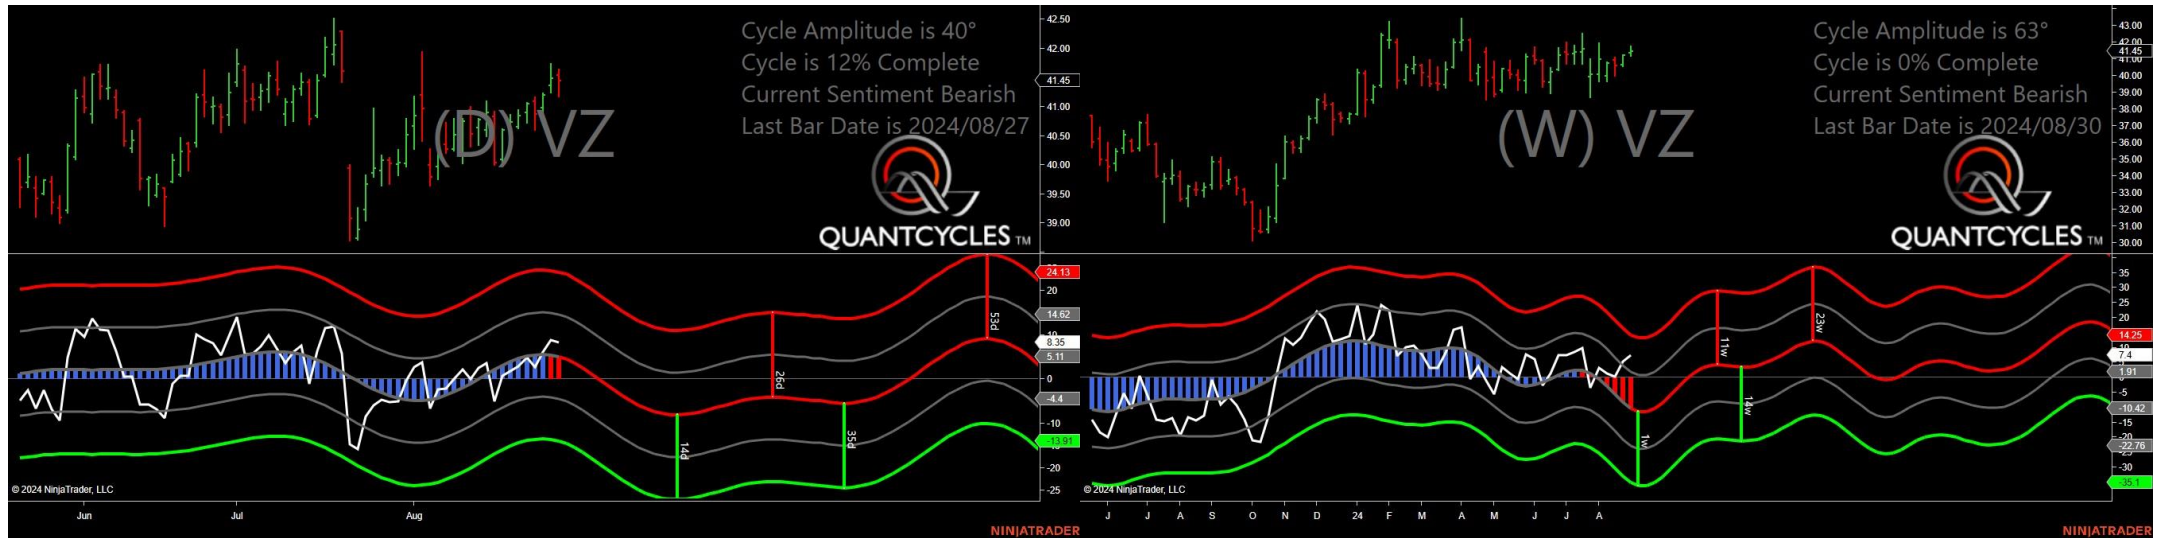 Cycle Amplitude is 40°
Cycle is 12% Complete
Current Sentiment Bearish
Last Bar Date is 2024/08/27
(D) VZ
QUANTCYCLES TM
42.50
42.00
41.45
41.00
40.50
40.00
39.50
39.00
24.13
20
14.62
10
8.35
5.11
0
-4.4
-10
-13.91
-20
-25
14d
26d
35d
53d
© 2024 NinjaTrader, LLC
Jun Jul Aug
NINJATRADER
Cycle Amplitude is 63°
Cycle is 0% Complete
Current Sentiment Bearish
Last Bar Date is 2024/08/30
(W) VZ
QUANTCYCLES TM
43.00
42.00
41.45
41.00
40.00
39.00
38.00
37.00
36.00
35.00
34.00
33.00
32.00
31.00
30.00
35
30
25
20
14.25
7.4
1.91
-5
-10.42
-15
-22.76
-30
-35.1
1w
11w
14w
23w
© 2024 NinjaTrader, LLC
J J A S O N D 24 F M A M J J A
NINJATRADER